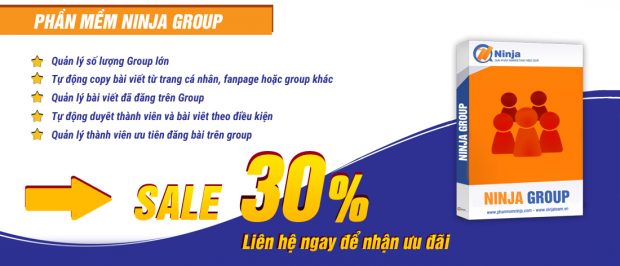 PHẦN MỀM NINJA GROUP
Quản lý số lượng Group lớn
Tự động copy bài viết từ trang cá nhân, fanpage hoặc group khác
Quản lý bài viết đã đăng trên Group
Tự động duyệt thành viên và bài viết theo điều kiện
Quản lý thành viên ưu tiên đăng bài trên group
SALE 30%
Liên hệ ngay để nhận ưu đãi
Ninja
NINJA GROUP
NINJA GROUP